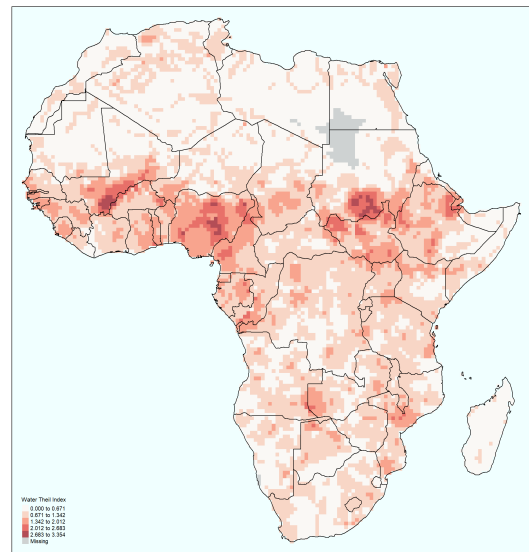 Water Theil Index
0.000 to 0.671
0.671 to 1.342
1.342 to 2.012
2.012 to 2.683
2.683 to 3.354
Missing